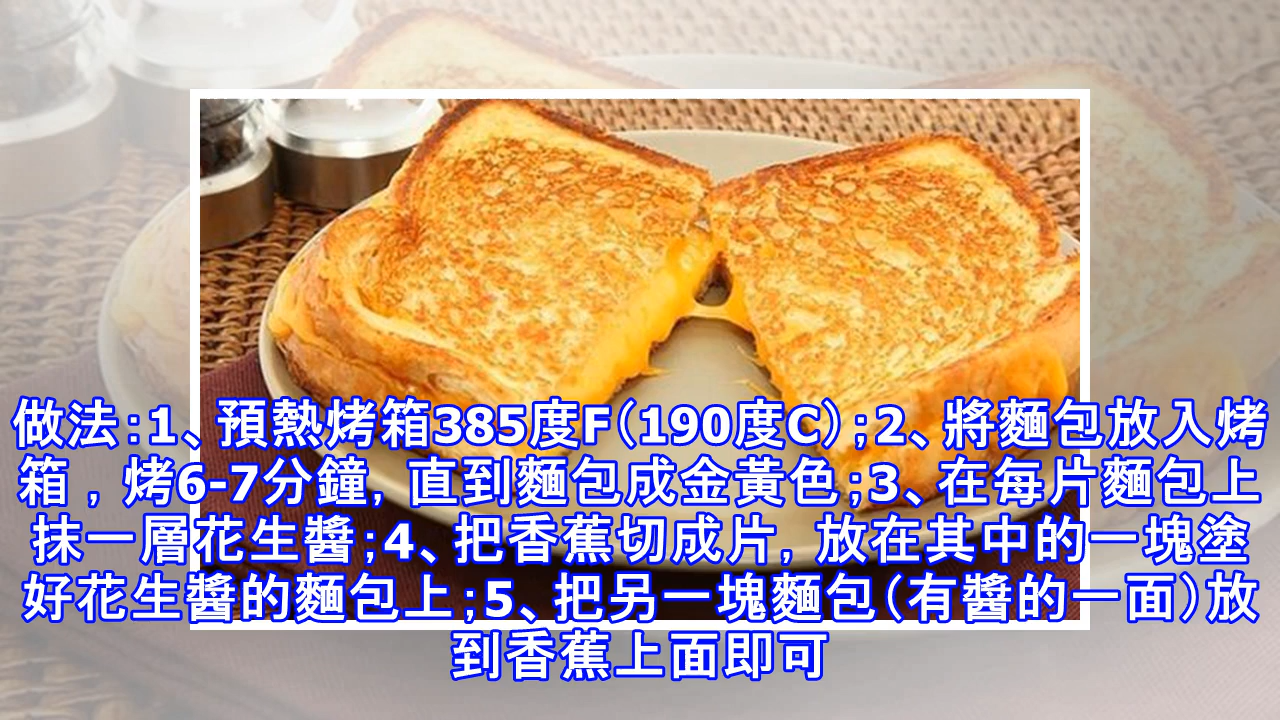 做法:1、預熱烤箱385度F(190度C);2、將麵包放入烤
箱,烤6-7分鐘,直到麵包成金黃色;3、在每片麵包上
抹一層花生醬;4、把香蕉切成片,放在其中的一塊塗
好花生醬的麵包上;5、把另一塊麵包(有醬的一面)放
到香蕉上面即可